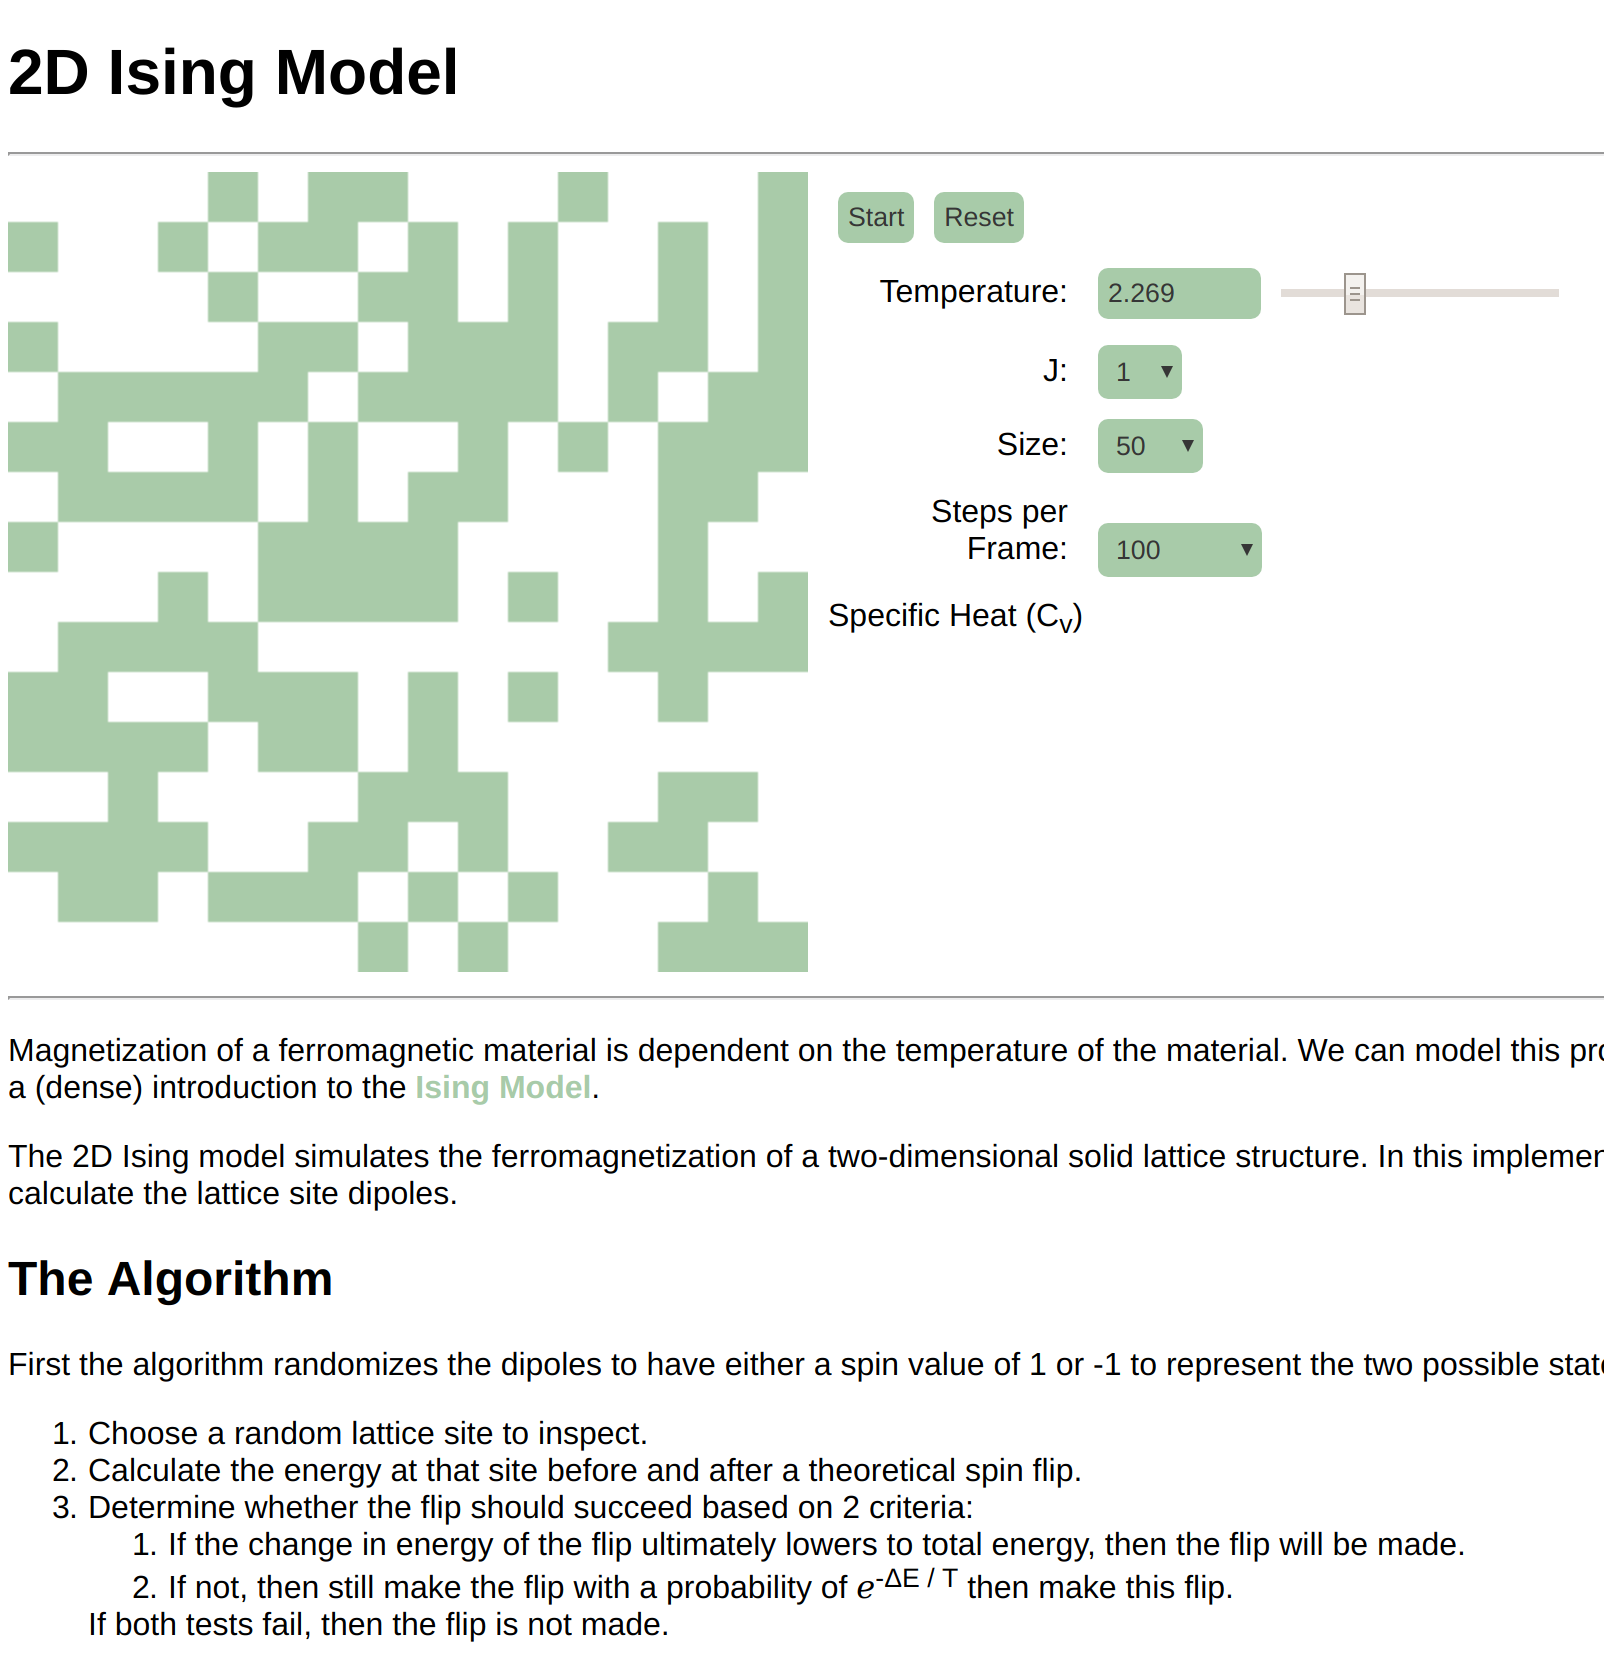 2D Ising Model
Start Reset
Temperature: 2.269
J: 1
Size: 50
Steps per
Frame: 100
Specific Heat (Cv)
Magnetization of a ferromagnetic material is dependent on the temperature of the material. We can model this
a (dense) introduction to the Ising Model.
The 2D Ising model simulates the ferromagnetization of a two-dimensional solid lattice structure. In this
calculate the lattice site dipoles.
The Algorithm
First the algorithm randomizes the dipoles to have either a spin value of 1 or -1 to represent the two possible
1. Choose a random lattice site to inspect.
2. Calculate the energy at that site before and after a theoretical spin flip.
3. Determine whether the flip should succeed based on 2 criteria:
1. If the change in energy of the flip ultimately lowers to total energy, then the flip will be made.
2. If not, then still make the flip with a probability of e-ΔE / T then make this flip.
If both tests fail, then the flip is not made.